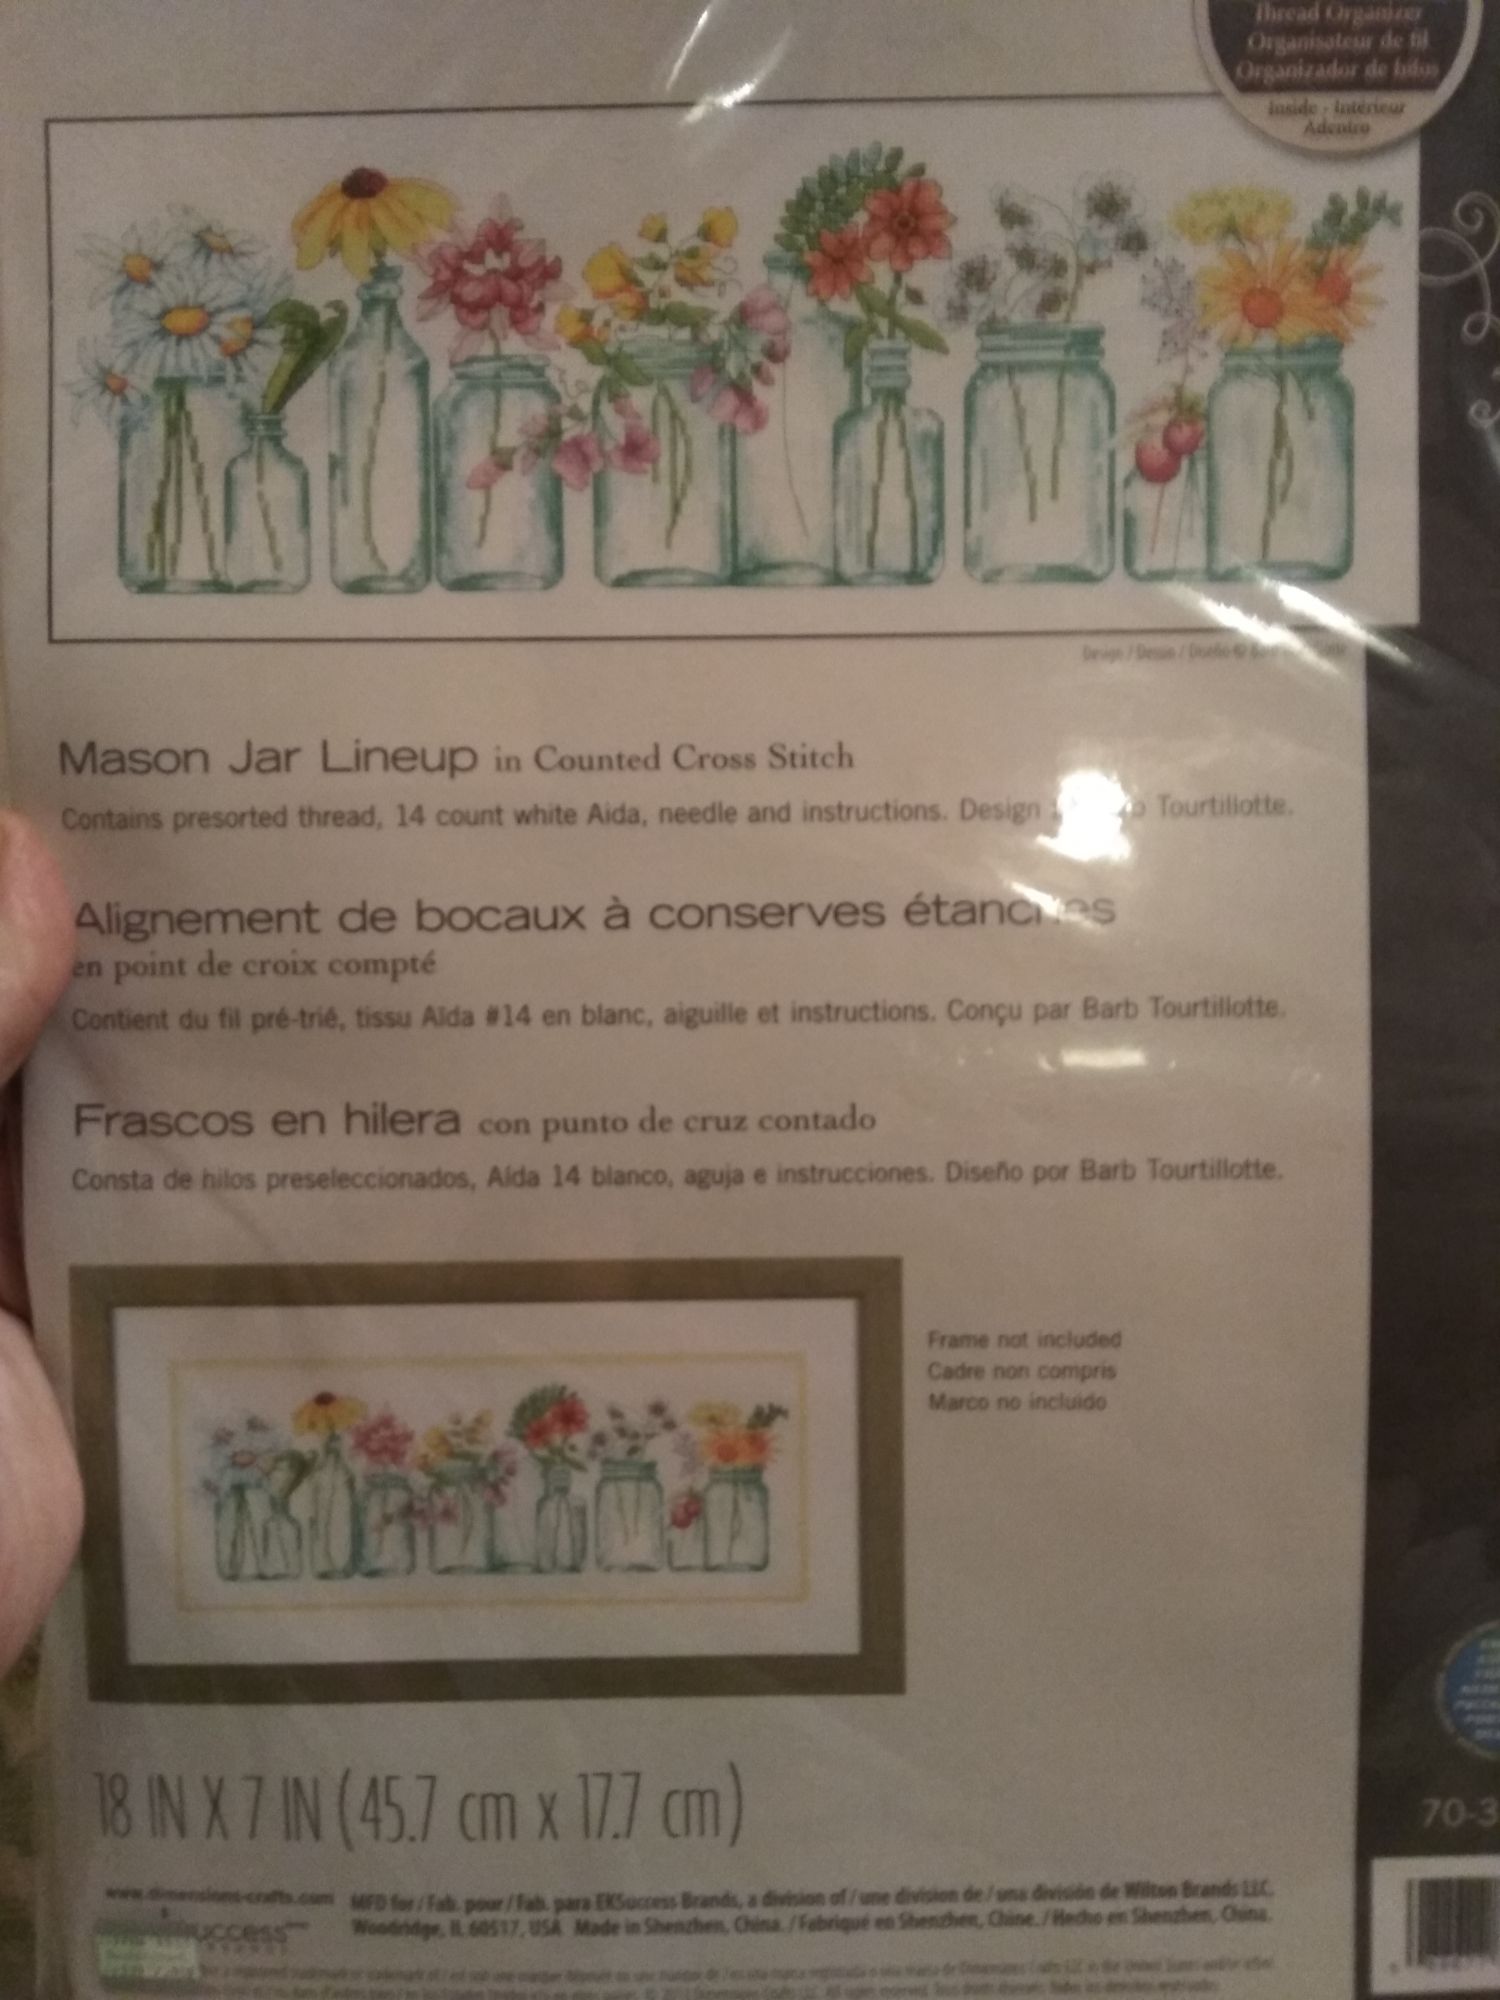 Thread Organizer
Organisateur de fil
Organizador de hilos
Inside - Intérieur
Adentro
Design / Dessin / Diseño ©
Mason Jar Lineup in Counted Cross Stitch
Contains presorted thread, 14 count white Aida, needle and instructions. Design Tourtillotte.
Alignement de bocaux à conserves étanches
en point de croix compté
Contient du fil pré-trié, tissu Aïda #14 en blanc, aiguille et instructions. Conçu par Barb Tourtillotte.
Frascos en hilera con punto de cruz contado
Consta de hilos preseleccionados, Aída 14 blanco, aguja e instrucciones. Diseño por Barb Tourtillotte.
Frame not included
Cadre non compris
Marco no incluido
18 IN X 7 IN (45.7 cm x 17.7 cm)
70-3
www.dimensions-crafts.com MFD for / Fab. pour / Fab. para EKSuccess Brands, a division of / une division de / una división de Wilton Brands LLC.
Woodridge, IL 60517, USA Made in Shenzhen, China. / Fabriqué en Shenzhen, Chine. / Hecho en Shenzhen, China.